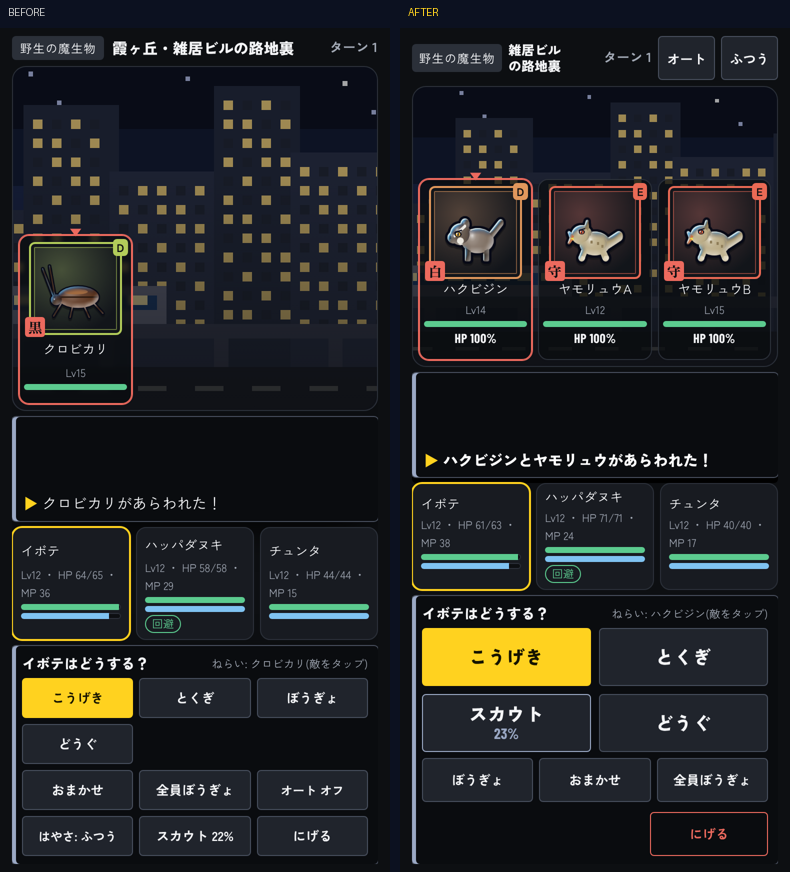 BEFORE
野生の魔生物
霞ヶ丘・雑居ビルの路地裏
ターン 1
D
黒
クロビカリ
Lv15
▶ クロビカリがあらわれた！
イボテ
Lv12 ・ HP 64/65 ・
MP 36
ハッパダヌキ
Lv12 ・ HP 58/58 ・
MP 29
回避
チュンタ
Lv12 ・ HP 44/44 ・
MP 15
イボテはどうする？
ねらい: クロビカリ(敵をタップ)
こうげき
とくぎ
ぼうぎょ
どうぐ
おまかせ
全員ぼうぎょ
オート オフ
はやさ: ふつう
スカウト 22%
にげる
AFTER
野生の魔生物
雑居ビル
の路地裏
ターン 1
オート
ふつう
D
白
ハクビジン
Lv14
HP 100%
E
守
ヤモリュウA
Lv12
HP 100%
E
守
ヤモリュウB
Lv15
HP 100%
▶ ハクビジンとヤモリュウがあらわれた！
イボテ
Lv12 ・ HP 61/63 ・
MP 38
ハッパダヌキ
Lv12 ・ HP 71/71 ・
MP 24
回避
チュンタ
Lv12 ・ HP 40/40 ・
MP 17
イボテはどうする？
ねらい: ハクビジン(敵をタップ)
こうげき
とくぎ
スカウト
23%
どうぐ
ぼうぎょ
おまかせ
全員ぼうぎょ
にげる